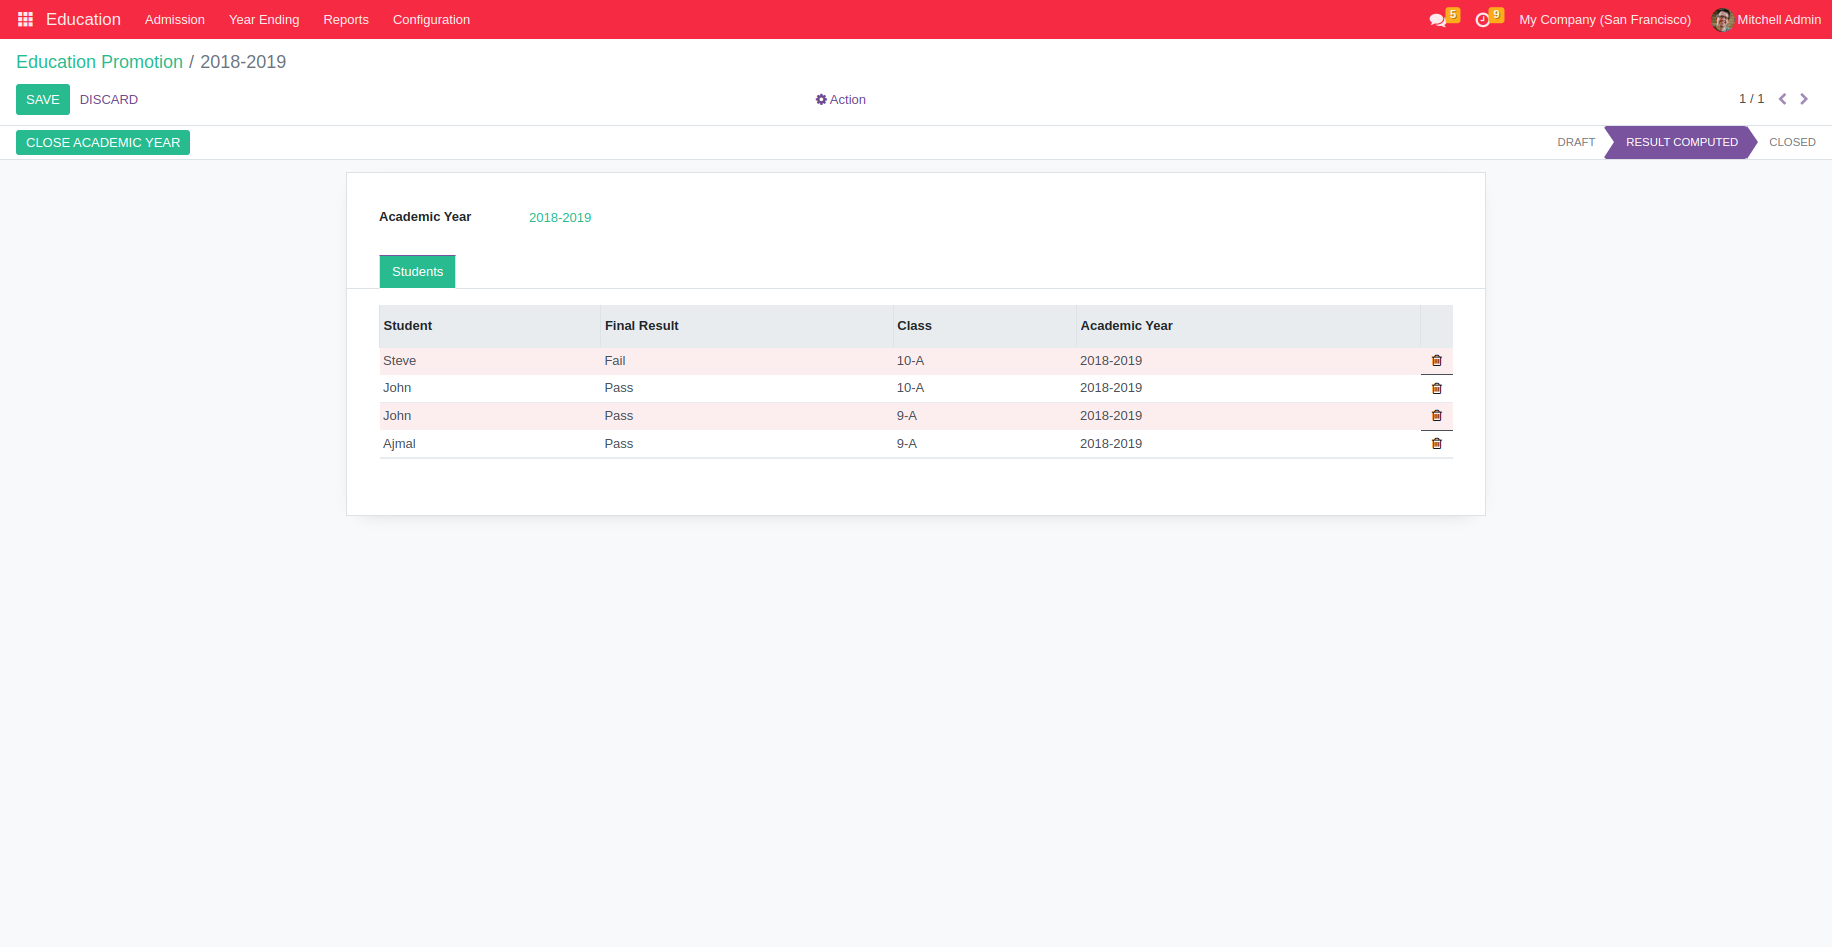 Education Admission Year Ending Reports Configuration 5 9 My Company (San Francisco) Mitchell Admin
Education Promotion / 2018-2019
SAVE DISCARD Action 1 / 1
CLOSE ACADEMIC YEAR DRAFT RESULT COMPUTED CLOSED
Academic Year 2018-2019
Students
Student Final Result Class Academic Year
Steve Fail 10-A 2018-2019
John Pass 10-A 2018-2019
John Pass 9-A 2018-2019
Ajmal Pass 9-A 2018-2019